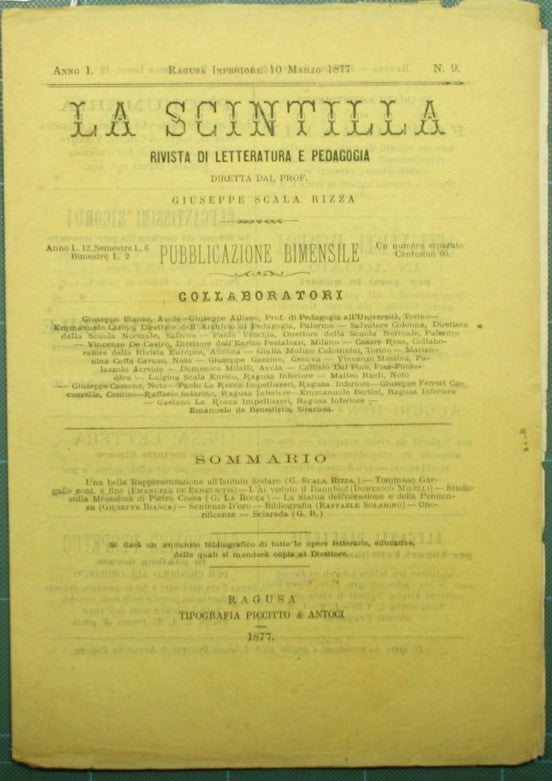 Anno I.
Ragusa Inferiore 10 Marzo 1877
N. 9.
LA SCINTILLA
RIVISTA DI LETTERATURA E PEDAGOGIA
DIRETTA DAL PROF.
GIUSEPPE SCALA RIZZA
Anno L. 12, Semestre L. 6
Bimestre L. 2
PUBBLICAZIONE BIMENSILE
Un numero separato
Centesimi 60.
COLLABORATORI
Giuseppe Bianco, Avola—Giuseppe Allievo, Prof. di Pedagogia all'Università, Torino—
Emmanuele Latino, Direttore dell'Archivio di Pedagogia, Palermo — Salvatore Colonna, Direttore
della Scuola Normale, Salerno — Paolo Vecchia, Direttore della Scuola Normale, Palermo
— Vincenzo De Castro, Direttore dell'Enrico Pestalozzi, Milano — Cesare Rosa, Collabo-
ratore della Rivista Europea, Ancona — Giulia Molino Colombini, Torino — Marian-
nina Coffa Caruso, Noto — Giuseppe Gazzino, Genova — Vincenzo Messina, Pa-
lazzolo Acreide — Domenico Milelli, Avola — Callisto Dal Pino, Pisa-Ponte-
dèra — Luigina Scala Enrico, Ragusa Inferiore — Matteo Raeli, Noto
— Giuseppe Cassone, Noto—Paolo La Rocca Impellizzeri, Ragusa Inferiore—Giuseppe Ferreri Co-
cuzzella, Comiso—Raffaele Solarino, Ragusa Inferiore— Emmanuele Bertini, Ragusa Inferiore
— Gaetano La Rocca Impellizzeri, Ragusa Inferiore —
Emanuele de Benedictis, Siracusa.
SOMMARIO
Una bella Rappresentazione all'Istituto Sodaro (G. Scala Rizza.) — Tommaso Gar-
gallo cont. e fine (Emanuele de Benedictis)— L'Ai veduto il Danubio? (Domenico Milelli) — Studio
sulla Messalina di Pietro Cossa (G. La Rocca) — La Statua dell'occasione e della Peniten-
za (Giuseppe Bianca) — Sentenze D'oro — Bibliografia (Raffaele Solarino) — Ono-
rificenze — Sciarada (G. B.)
Si darà un annunzio bibliografico di tutte le opere letterarie, educative,
delle quali si manderà copia al Direttore.
RAGUSA
TIPOGRAFIA PICCITTO & ANTOCI
1877.